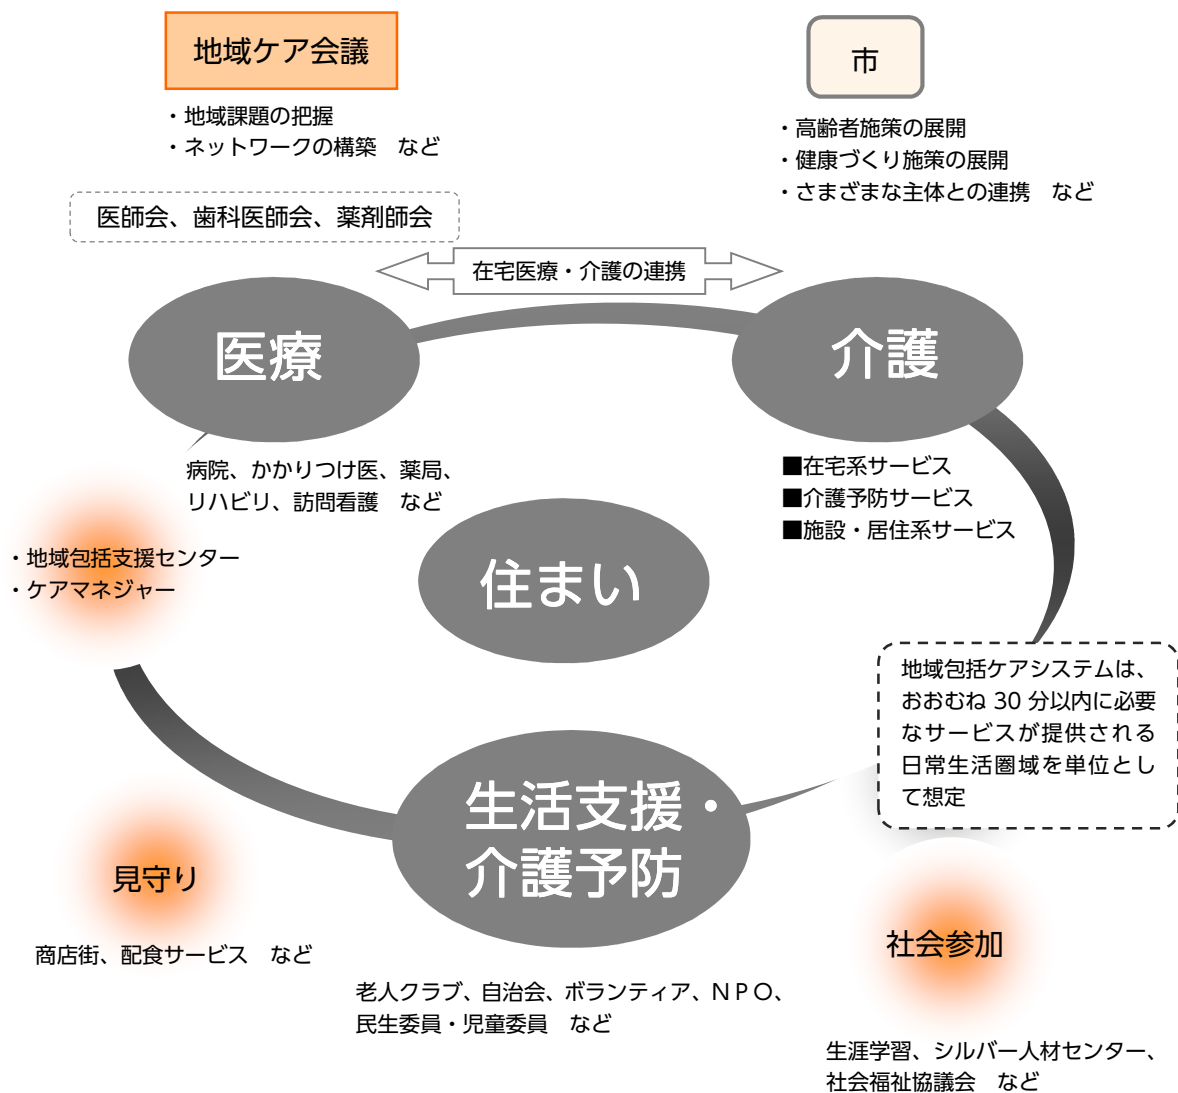 地域ケア会議
・地域課題の把握
・ネットワークの構築　など
市
・高齢者施策の展開
・健康づくり施策の展開
・さまざまな主体との連携　など
医師会、歯科医師会、薬剤師会
在宅医療・介護の連携
医療
介護
病院、かかりつけ医、薬局、
リハビリ、訪問看護　など
■在宅系サービス
■介護予防サービス
■施設・居住系サービス
・地域包括支援センター
・ケアマネジャー
住まい
地域包括ケアシステムは、
おおむね 30 分以内に必要
なサービスが提供される
日常生活圏域を単位とし
て想定
生活支援・
介護予防
見守り
商店街、配食サービス　など
社会参加
老人クラブ、自治会、ボランティア、ＮＰＯ、
民生委員・児童委員　など
生涯学習、シルバー人材センター、
社会福祉協議会　など